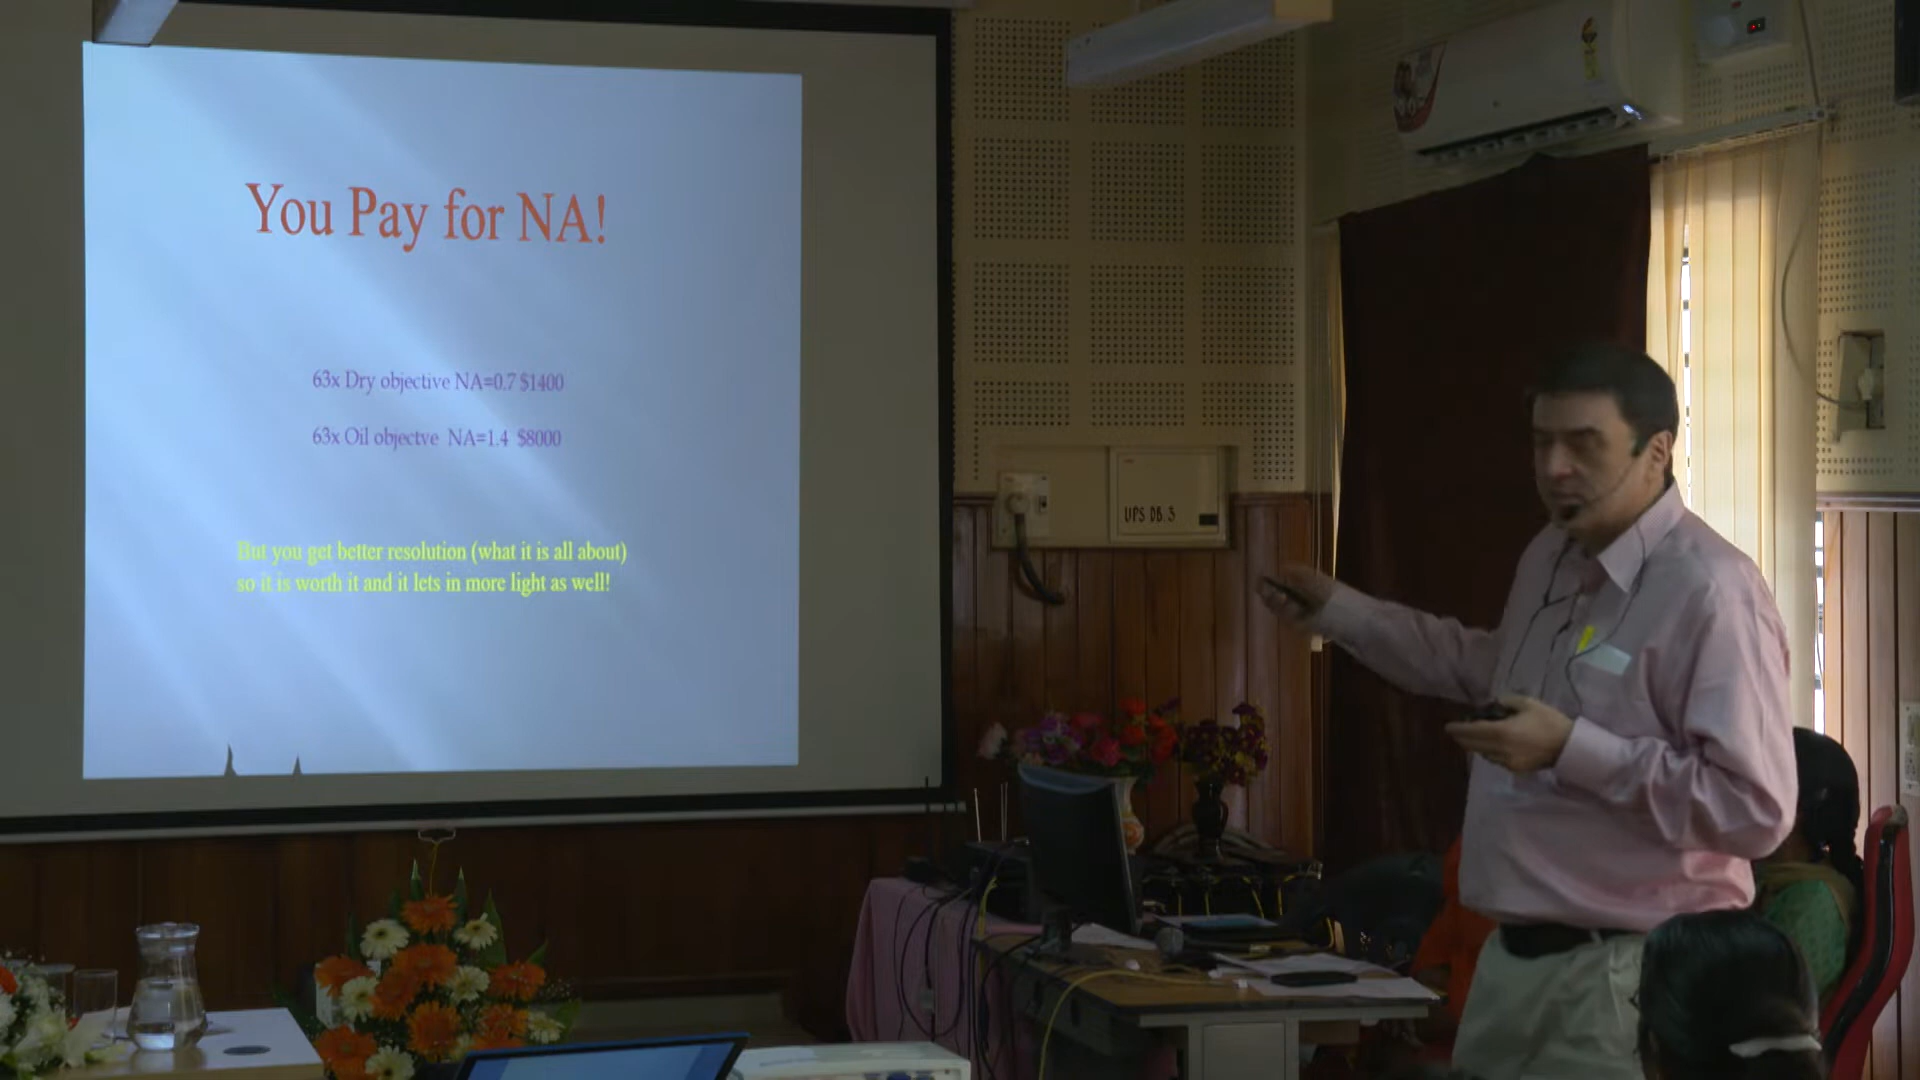 You Pay for NA!
63x Dry objective NA=0.7 $1400
63x Oil objectve NA=1.4 $8000
But you get better resolution (what it is all about)
so it is worth it and it lets in more light as well!
UPS DB.3